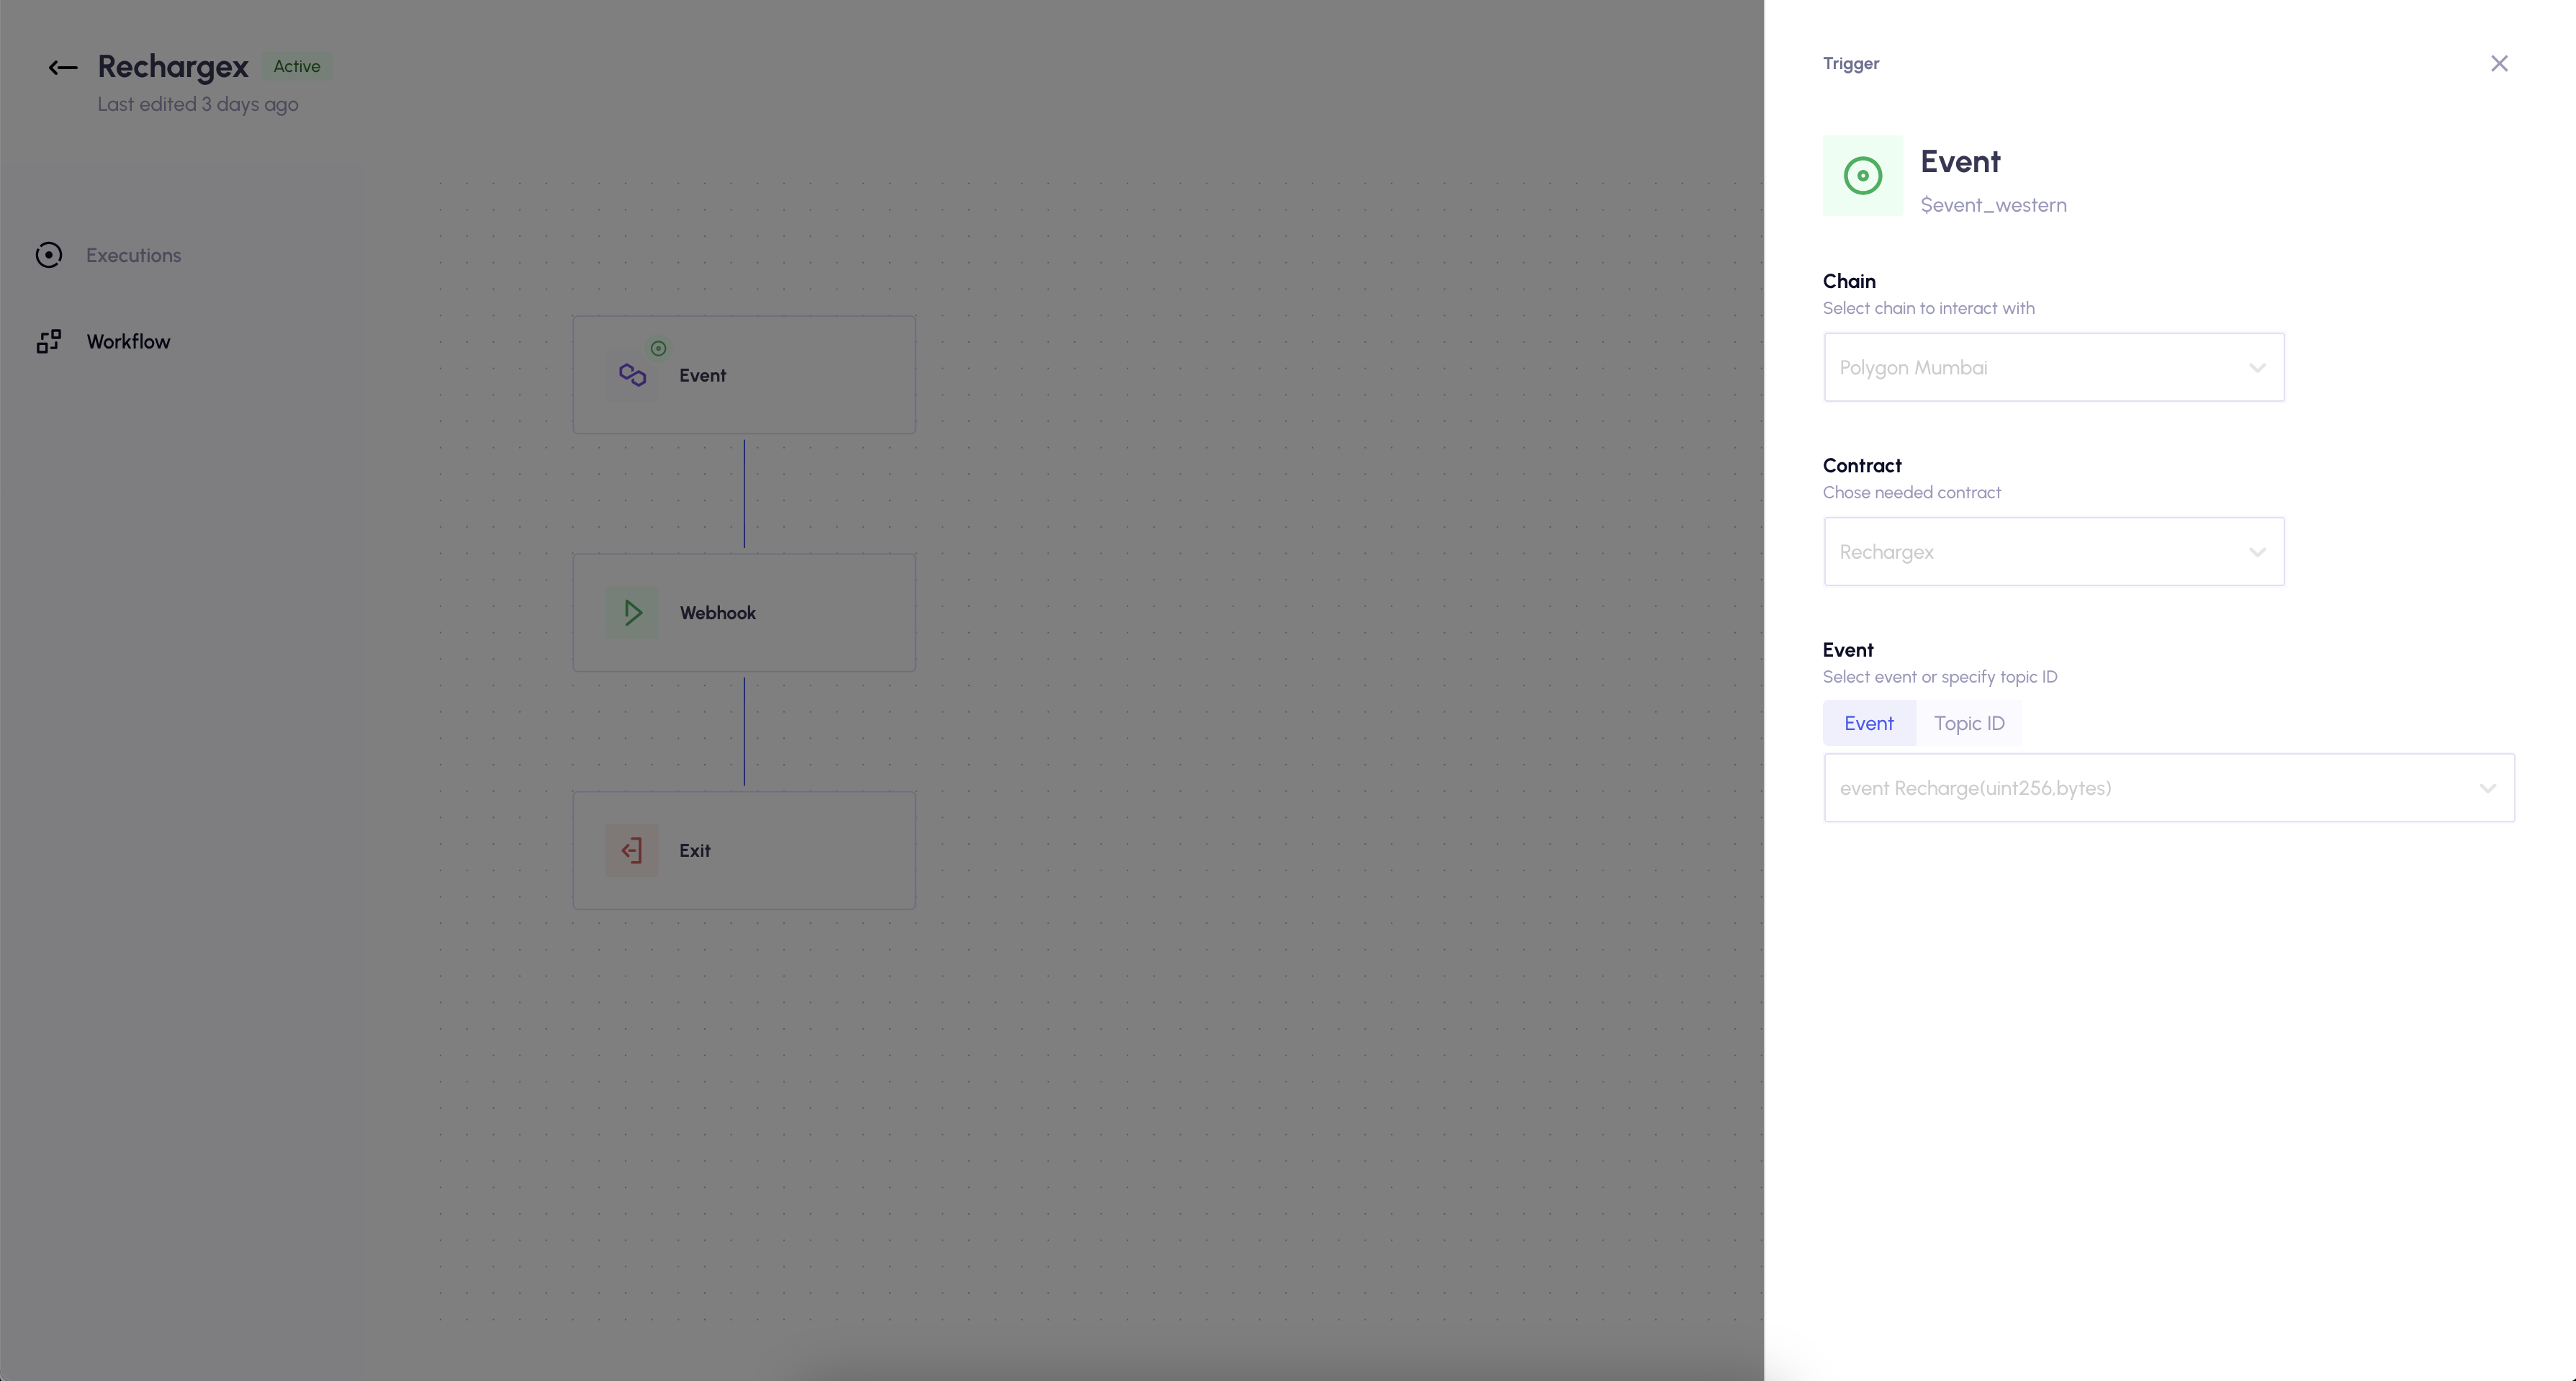 Rechargex
Active
Last edited 3 days ago
Executions
Workflow
Event
Webhook
Exit
Trigger
Event
$event_western
Chain
Select chain to interact with
Polygon Mumbai
Contract
Chose needed contract
Rechargex
Event
Select event or specify topic ID
Event
Topic ID
event Recharge(uint256,bytes)